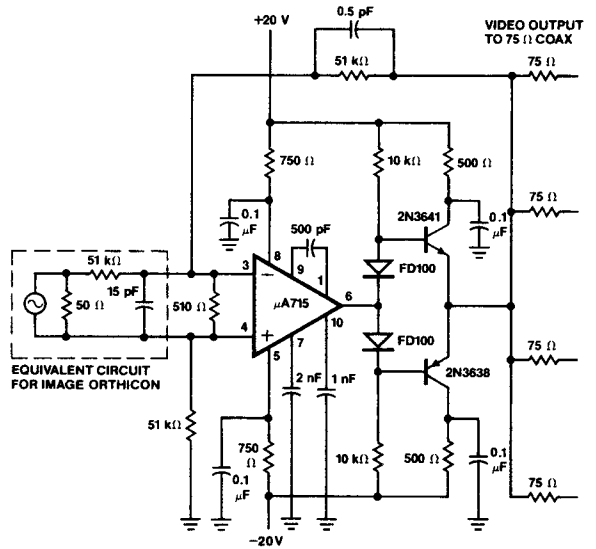 0.5 pF
+20 V
VIDEO OUTPUT
TO 75 Ω COAX
51 kΩ
75 Ω
750 Ω
10 kΩ
500 Ω
0.1
μF
500 pF
2N3641
0.1
μF
75 Ω
51 kΩ
15 pF
50 Ω
510 Ω
3
8
9
1
−
μA715
6
FD100
4
+
5
7
10
FD100
EQUIVALENT CIRCUIT
FOR IMAGE ORTHICON
2 nF
1 nF
2N3638
75 Ω
51 kΩ
750
Ω
0.1
μF
10 kΩ
500 Ω
0.1
μF
75 Ω
−20V